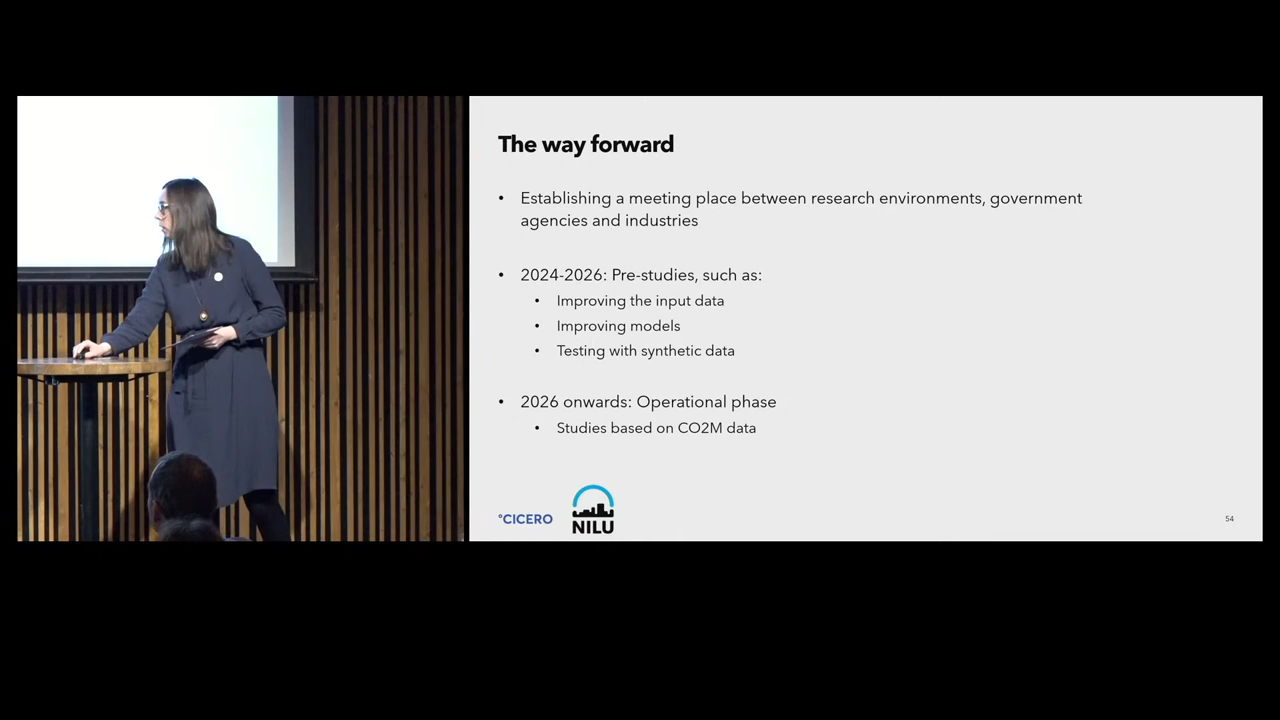 The way forward
• Establishing a meeting place between research environments, government
agencies and industries
• 2024-2026: Pre-studies, such as:
• Improving the input data
• Improving models
• Testing with synthetic data
• 2026 onwards: Operational phase
• Studies based on CO2M data
°CICERO
NILU
54